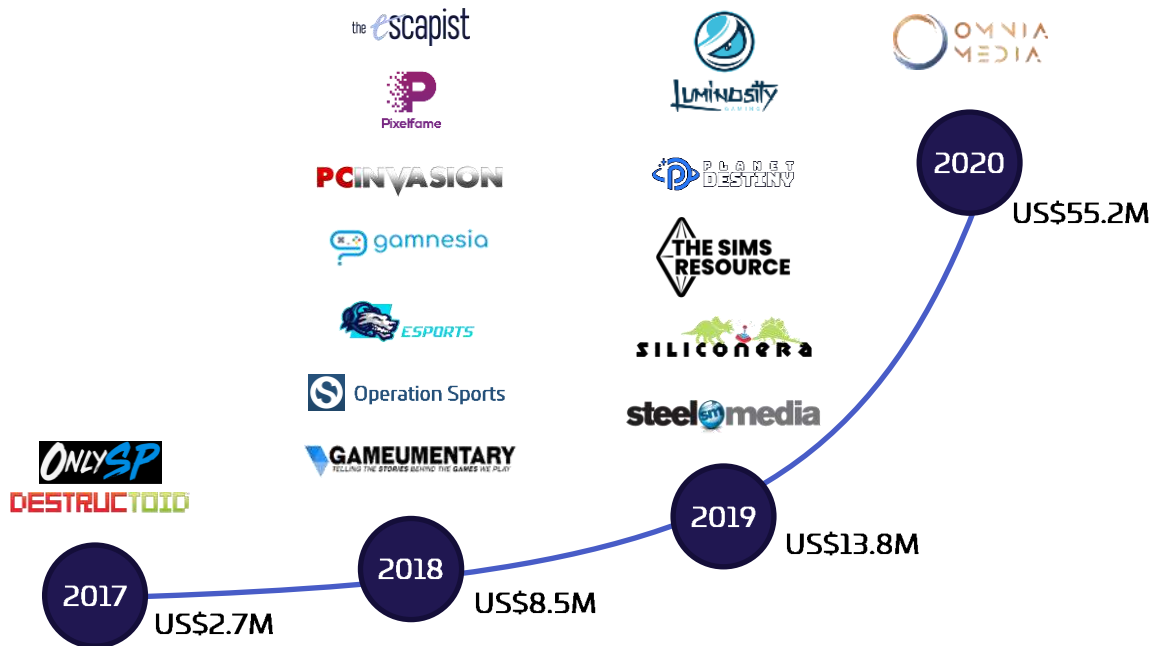 the escapist
P
Pixelfame
PCINVASION
gamnesia
ESPORTS
S Operation Sports
GAMEUMENTARY
TELLING THE STORIES BEHIND THE GAMES WE PLAY
ONLYSP
DESTRUCTOID
LUMINOSITY
GAMING
PLANET
DESTINY
THE SIMS
RESOURCE
SILICONERA
steel sm media
OMNIA
MEDIA
2017
US$2.7M
2018
US$8.5M
2019
US$13.8M
2020
US$55.2M